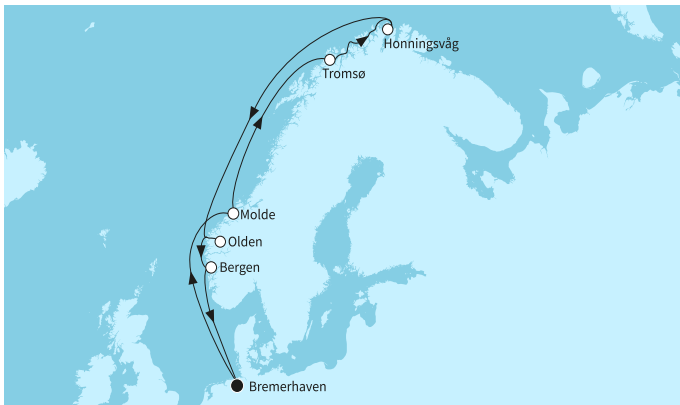 Honningsvåg
Tromsø
Molde
Olden
Bergen
Bremerhaven